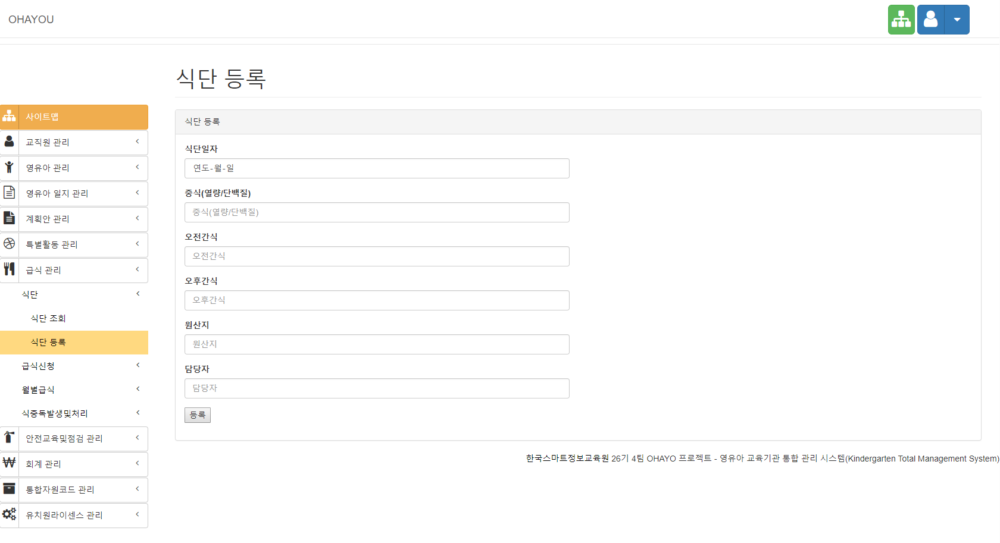 OHAYOU
식단 등록
사이트맵
교직원 관리
영유아 관리
영유아 일지 관리
계획안 관리
특별활동 관리
급식 관리
식단
식단 조회
식단 등록
급식신청
월별급식
식중독발생및처리
안전교육및점검 관리
회계 관리
통합자원코드 관리
유치원라이센스 관리
식단 등록
식단일자
연도-월-일
중식(열량/단백질)
중식(열량/단백질)
오전간식
오전간식
오후간식
오후간식
원산지
원산지
담당자
담당자
등록
한국스마트정보교육원 26기 4팀 OHAYO 프로젝트 - 영유아 교육기관 통합 관리 시스템(Kindergarten Total Management System)